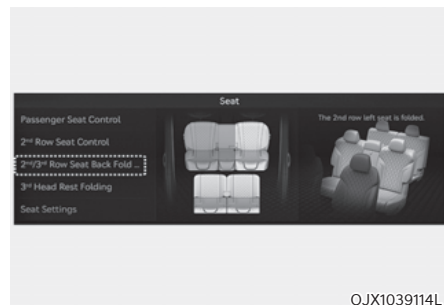 Seat
Passenger Seat Control
2nd Row Seat Control
2nd/3rd Row Seat Back Fold ...
3rd Head Rest Folding
Seat Settings
The 2nd row left seat is folded.
OJX1039114L